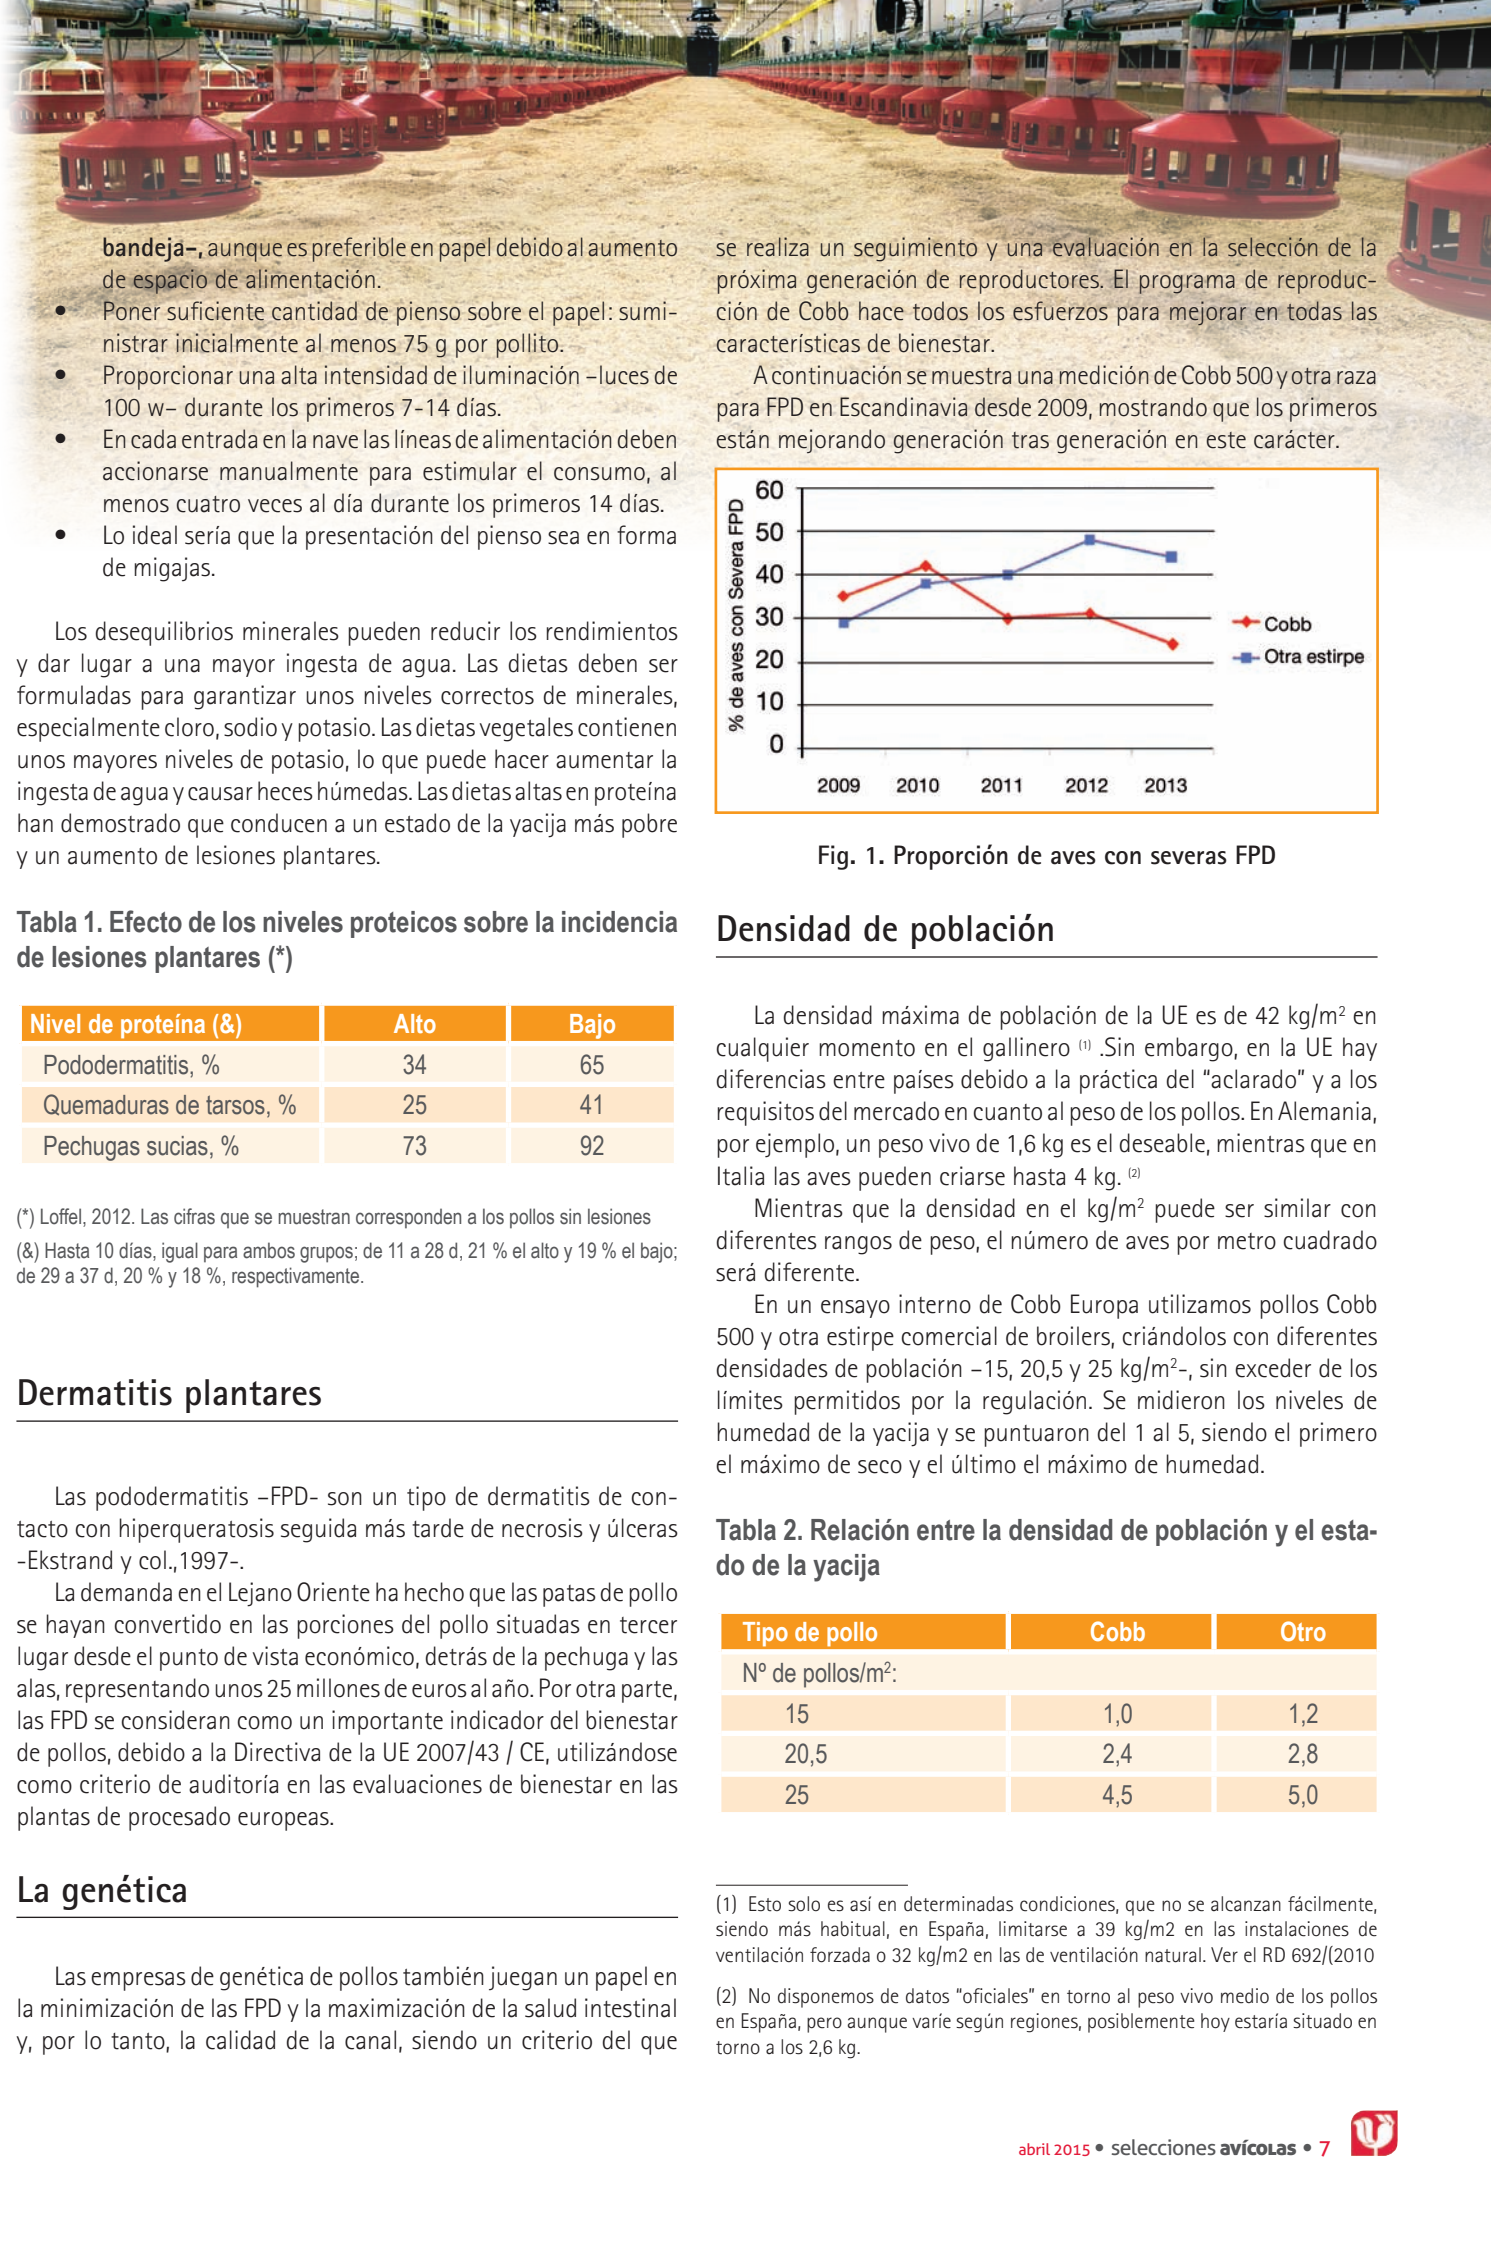 bandeja–, aunque es preferible en papel debido al aumento
de espacio de alimentación.
• Poner suficiente cantidad de pienso sobre el papel: sumi-
nistrar inicialmente al menos 75 g por pollito.
• Proporcionar una alta intensidad de iluminación –luces de
100 w– durante los primeros 7-14 días.
• En cada entrada en la nave las líneas de alimentación deben
accionarse manualmente para estimular el consumo, al
menos cuatro veces al día durante los primeros 14 días.
• Lo ideal sería que la presentación del pienso sea en forma
de migajas.
Los desequilibrios minerales pueden reducir los rendimientos
y dar lugar a una mayor ingesta de agua. Las dietas deben ser
formuladas para garantizar unos niveles correctos de minerales,
especialmente cloro, sodio y potasio. Las dietas vegetales contienen
unos mayores niveles de potasio, lo que puede hacer aumentar la
ingesta de agua y causar heces húmedas. Las dietas altas en proteína
han demostrado que conducen a un estado de la yacija más pobre
y un aumento de lesiones plantares.
Tabla 1. Efecto de los niveles proteicos sobre la incidencia
de lesiones plantares (*)
Nivel de proteína (&) Alto Bajo
Pododermatitis, % 34 65
Quemaduras de tarsos, % 25 41
Pechugas sucias, % 73 92
(*) Loffel, 2012. Las cifras que se muestran corresponden a los pollos sin lesiones
(&) Hasta 10 días, igual para ambos grupos; de 11 a 28 d, 21 % el alto y 19 % el bajo;
de 29 a 37 d, 20 % y 18 %, respectivamente.
Dermatitis plantares
Las pododermatitis –FPD- son un tipo de dermatitis de con-
tacto con hiperqueratosis seguida más tarde de necrosis y úlceras
-Ekstrand y col.,1997-.
La demanda en el Lejano Oriente ha hecho que las patas de pollo
se hayan convertido en las porciones del pollo situadas en tercer
lugar desde el punto de vista económico, detrás de la pechuga y las
alas, representando unos 25 millones de euros al año. Por otra parte,
las FPD se consideran como un importante indicador del bienestar
de pollos, debido a la Directiva de la UE 2007/43 / CE, utilizándose
como criterio de auditoría en las evaluaciones de bienestar en las
plantas de procesado europeas.
La genética
Las empresas de genética de pollos también juegan un papel en
la minimización de las FPD y la maximización de la salud intestinal
y, por lo tanto, la calidad de la canal, siendo un criterio del que
se realiza un seguimiento y una evaluación en la selección de la
próxima generación de reproductores. El programa de reproduc-
ción de Cobb hace todos los esfuerzos para mejorar en todas las
características de bienestar.
A continuación se muestra una medición de Cobb 500 y otra raza
para FPD en Escandinavia desde 2009, mostrando que los primeros
están mejorando generación tras generación en este carácter.
% de aves con Severa FPD
60
50
40
30
20
10
0
2009 2010 2011 2012 2013
Cobb
Otra estirpe
Fig. 1. Proporción de aves con severas FPD
Densidad de población
La densidad máxima de población de la UE es de 42 kg/m² en
cualquier momento en el gallinero (1) .Sin embargo, en la UE hay
diferencias entre países debido a la práctica del "aclarado" y a los
requisitos del mercado en cuanto al peso de los pollos. En Alemania,
por ejemplo, un peso vivo de 1,6 kg es el deseable, mientras que en
Italia las aves pueden criarse hasta 4 kg. (2)
Mientras que la densidad en el kg/m² puede ser similar con
diferentes rangos de peso, el número de aves por metro cuadrado
será diferente.
En un ensayo interno de Cobb Europa utilizamos pollos Cobb
500 y otra estirpe comercial de broilers, criándolos con diferentes
densidades de población –15, 20,5 y 25 kg/m²-, sin exceder de los
límites permitidos por la regulación. Se midieron los niveles de
humedad de la yacija y se puntuaron del 1 al 5, siendo el primero
el máximo de seco y el último el máximo de humedad.
Tabla 2. Relación entre la densidad de población y el esta-
do de la yacija
Tipo de pollo Cobb Otro
Nº de pollos/m²:
15 1,0 1,2
20,5 2,4 2,8
25 4,5 5,0
(1) Esto solo es así en determinadas condiciones, que no se alcanzan fácilmente,
siendo más habitual, en España, limitarse a 39 kg/m2 en las instalaciones de
ventilación forzada o 32 kg/m2 en las de ventilación natural. Ver el RD 692/(2010
(2) No disponemos de datos "oficiales" en torno al peso vivo medio de los pollos
en España, pero aunque varíe según regiones, posiblemente hoy estaría situado en
torno a los 2,6 kg.
abril 2015 • selecciones avícolas • 7